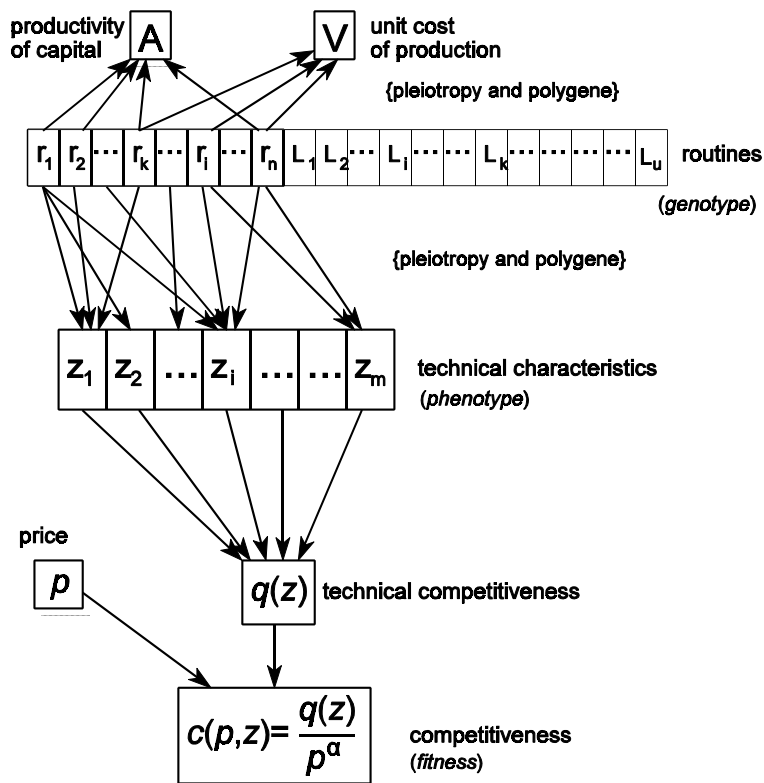 productivity
of capital
A
V
unit cost
of production
{pleiotropy and polygene}
r1 r2 ... rk ... ri ... rn L1 L2 ... Li ... ... Lk ... ... ... ... Lu
routines
(genotype)
{pleiotropy and polygene}
z1 z2 ... zi ... ... zm
technical characteristics
(phenotype)
price
p
q(z)
technical competitiveness
c(p,z)= q(z)
p^α
competitiveness
(fitness)